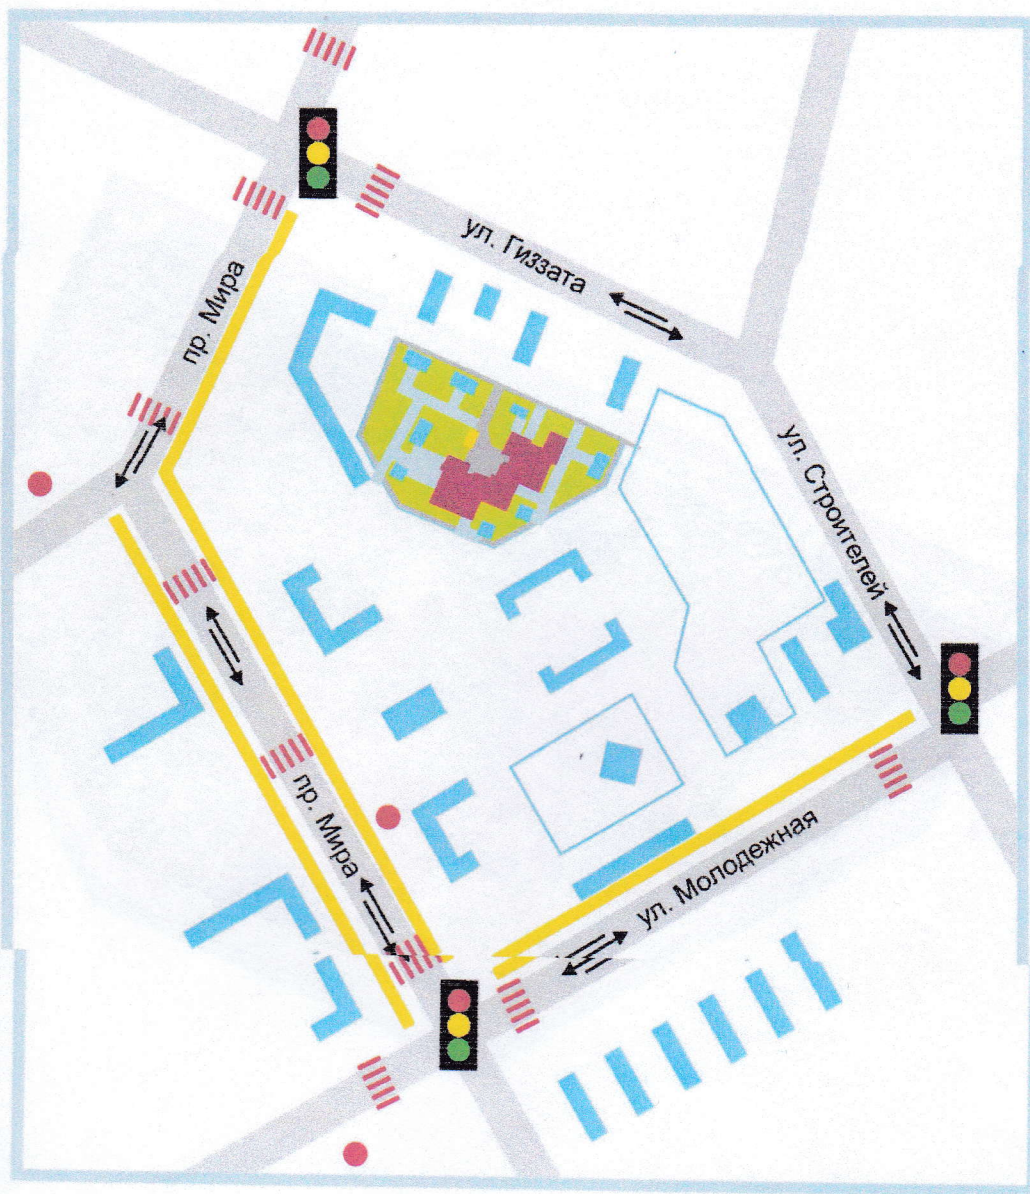 ул. Гиззата
пр. Мира
ул. Строителей
пр. Мира
ул. Молодежная